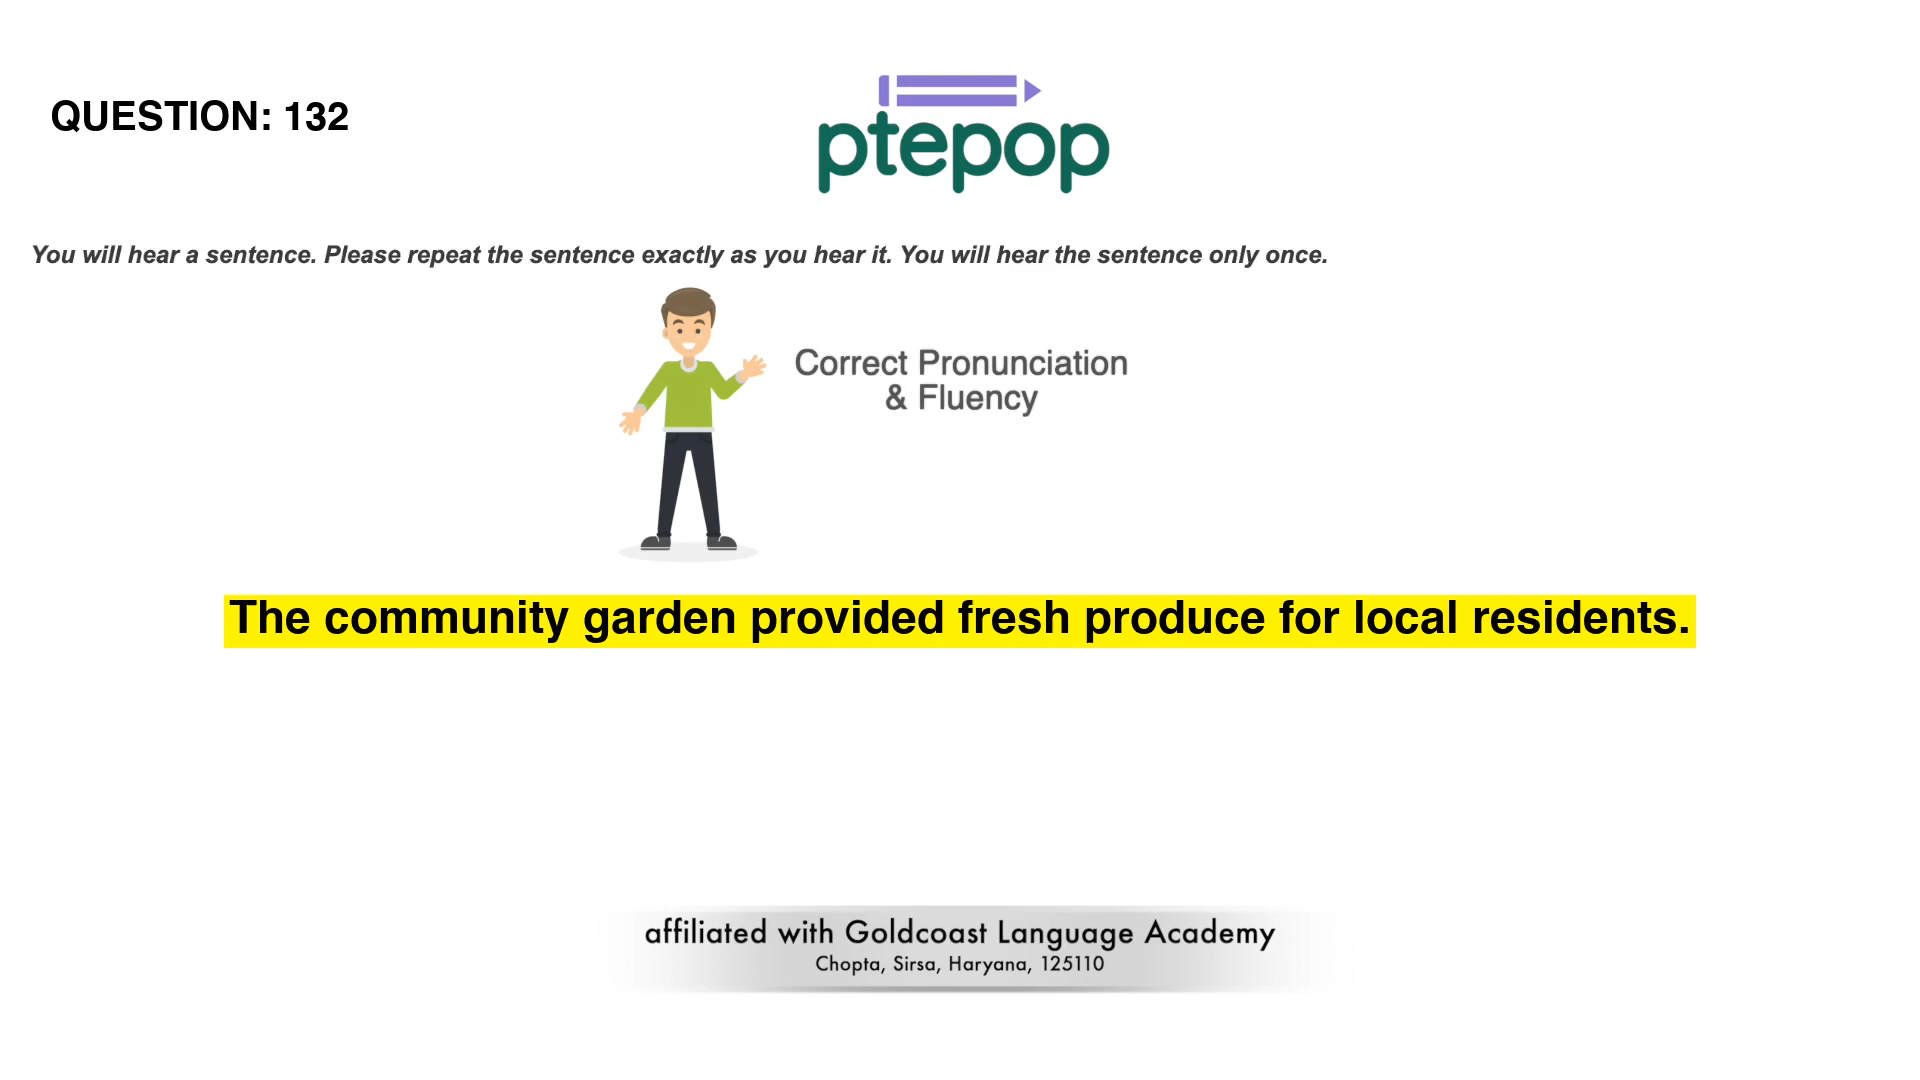 QUESTION: 132
ptepop
You will hear a sentence. Please repeat the sentence exactly as you hear it. You will hear the sentence only once.
Correct Pronunciation
& Fluency
The community garden provided fresh produce for local residents.
affiliated with Goldcoast Language Academy
Chopta, Sirsa, Haryana, 125110